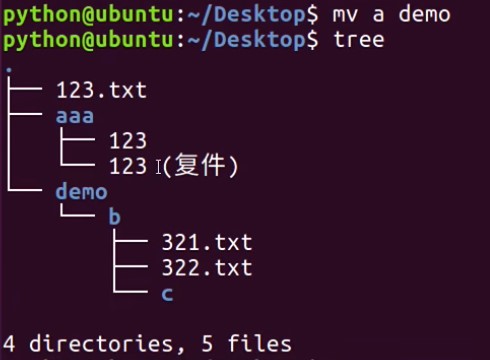 python@ubuntu:~/Desktop$ mv a demo
python@ubuntu:~/Desktop$ tree
.
├── 123.txt
├── aaa
│   ├── 123
│   └── 123 (复件)
└── demo
    └── b
        ├── 321.txt
        ├── 322.txt
        └── c
4 directories, 5 files